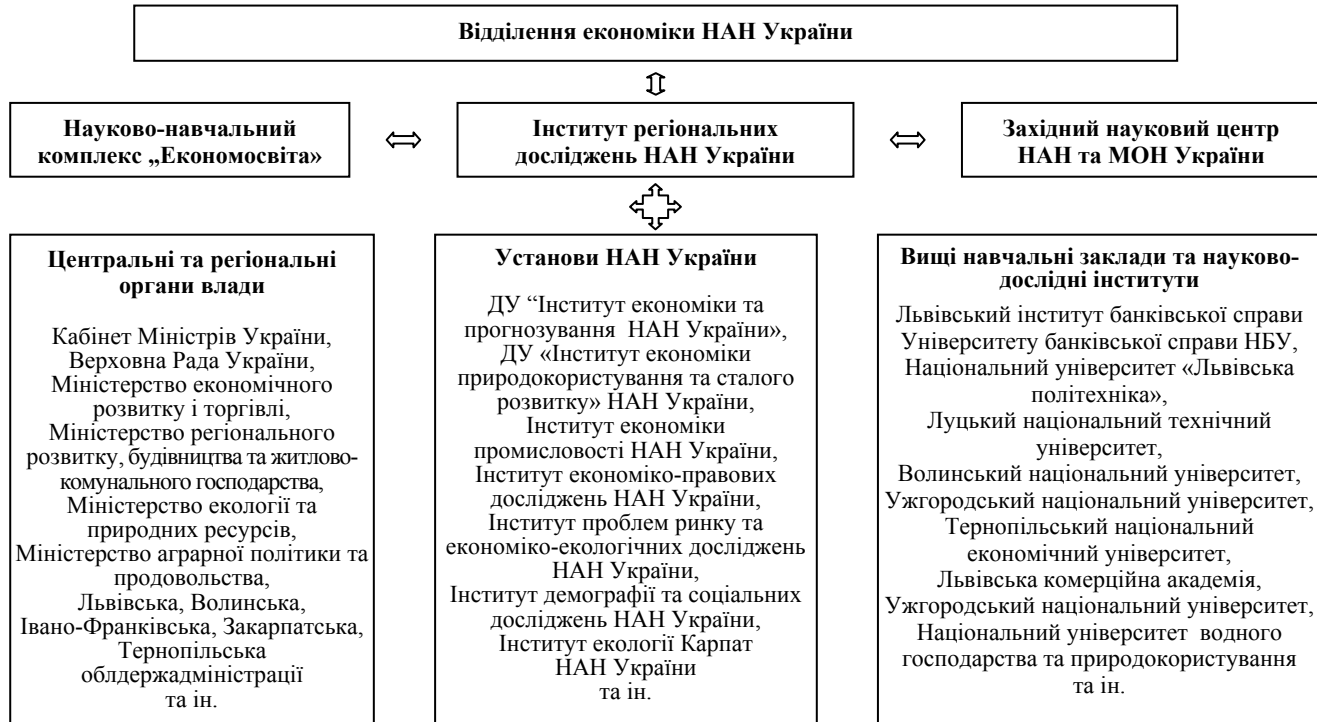 Відділення економіки НАН України
Науково-навчальний
комплекс „Економосвіта»
Інститут регіональних
досліджень НАН України
Західний науковий центр
НАН та МОН України
Центральні та регіональні
органи влади
Кабінет Міністрів України,
Верховна Рада України,
Міністерство економічного
розвитку і торгівлі,
Міністерство регіонального
розвитку, будівництва та житлово-
комунального господарства,
Міністерство екології та
природних ресурсів,
Міністерство аграрної політики та
продовольства,
Львівська, Волинська,
Івано-Франківська, Закарпатська,
Тернопільська
облдержадміністрації
та ін.
Установи НАН України
ДУ “Інститут економіки та
прогнозування НАН України»,
ДУ «Інститут економіки
природокористування та сталого
розвитку» НАН України,
Інститут економіки
промисловості НАН України,
Інститут економіко-правових
досліджень НАН України,
Інститут проблем ринку та
економіко-екологічних досліджень
НАН України,
Інститут демографії та соціальних
досліджень НАН України,
Інститут екології Карпат
НАН України
та ін.
Вищі навчальні заклади та науково-
дослідні інститути
Львівський інститут банківської справи
Університету банківської справи НБУ,
Національний університет «Львівська
політехніка»,
Луцький національний технічний
університет,
Волинський національний університет,
Ужгородський національний університет,
Тернопільський національний
економічний університет,
Львівська комерційна академія,
Ужгородський національний університет,
Національний університет водного
господарства та природокористування
та ін.